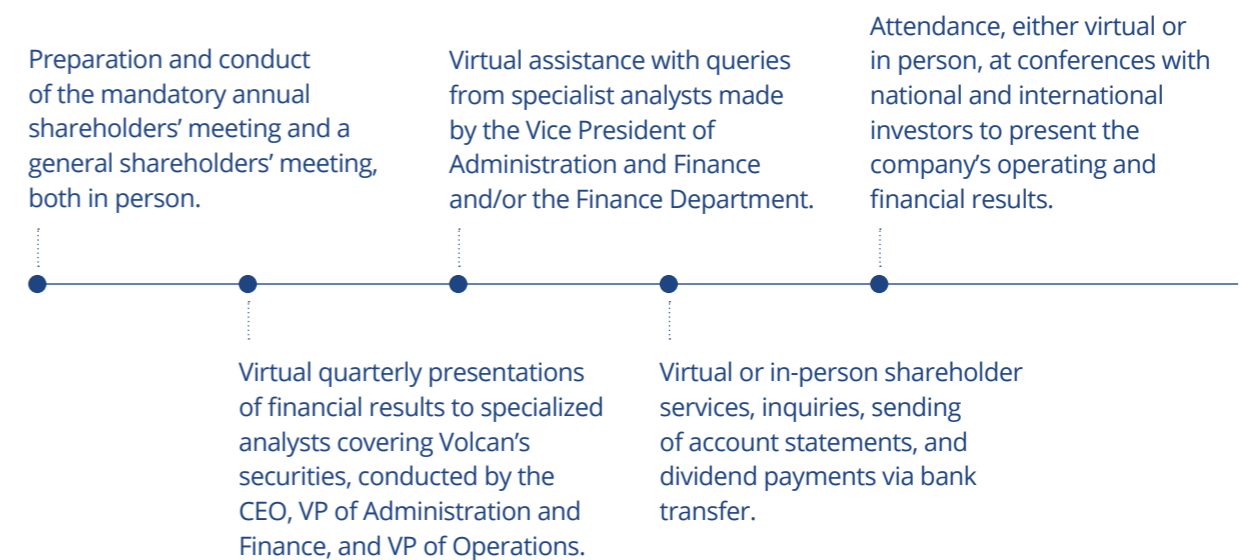 Preparation and conduct
of the mandatory annual
shareholders’ meeting and a
general shareholders’ meeting,
both in person.
Virtual quarterly presentations
of financial results to specialized
analysts covering Volcan’s
securities, conducted by the
CEO, VP of Administration and
Finance, and VP of Operations.
Virtual assistance with queries
from specialist analysts made
by the Vice President of
Administration and Finance
and/or the Finance Department.
Virtual or in-person shareholder
services, inquiries, sending
of account statements, and
dividend payments via bank
transfer.
Attendance, either virtual or
in person, at conferences with
national and international
investors to present the
company’s operating and
financial results.